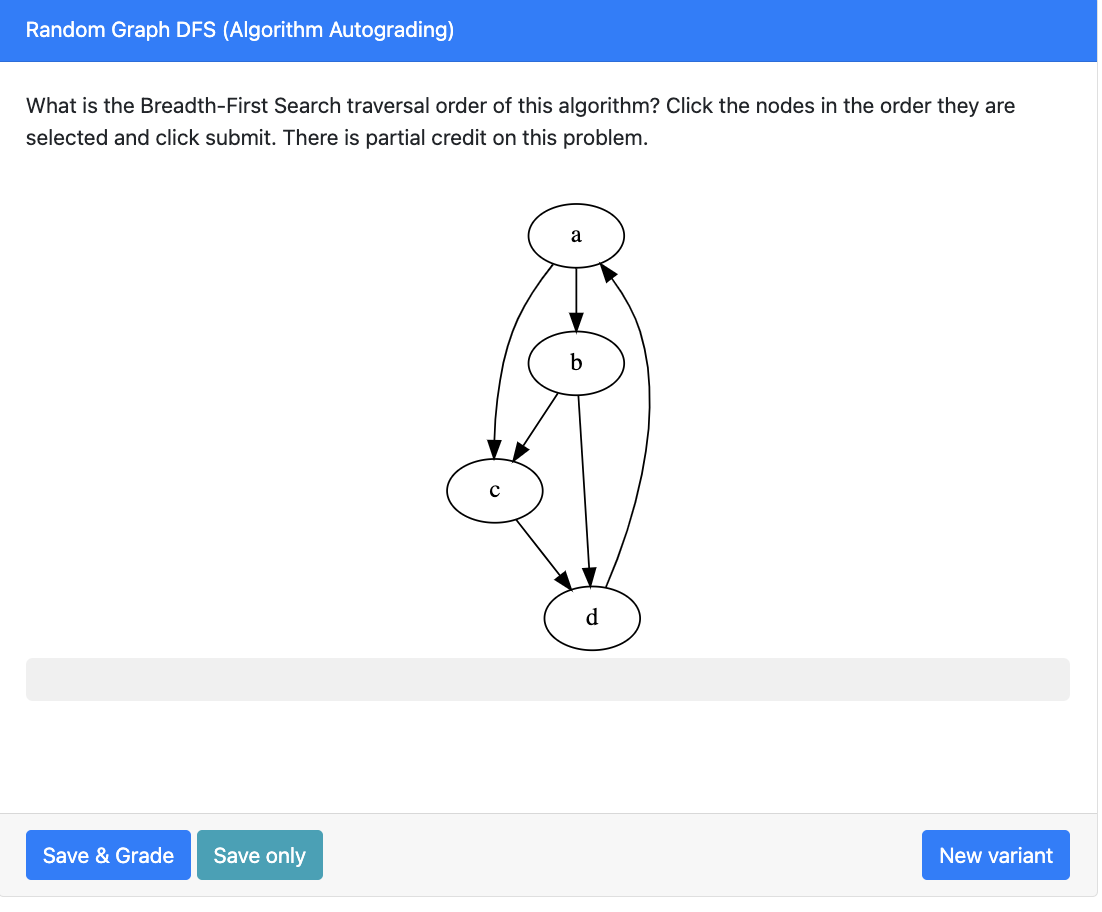 Random Graph DFS (Algorithm Autograding)
What is the Breadth-First Search traversal order of this algorithm? Click the nodes in the order they are
selected and click submit. There is partial credit on this problem.
a
b
c
d
Save & Grade
Save only
New variant